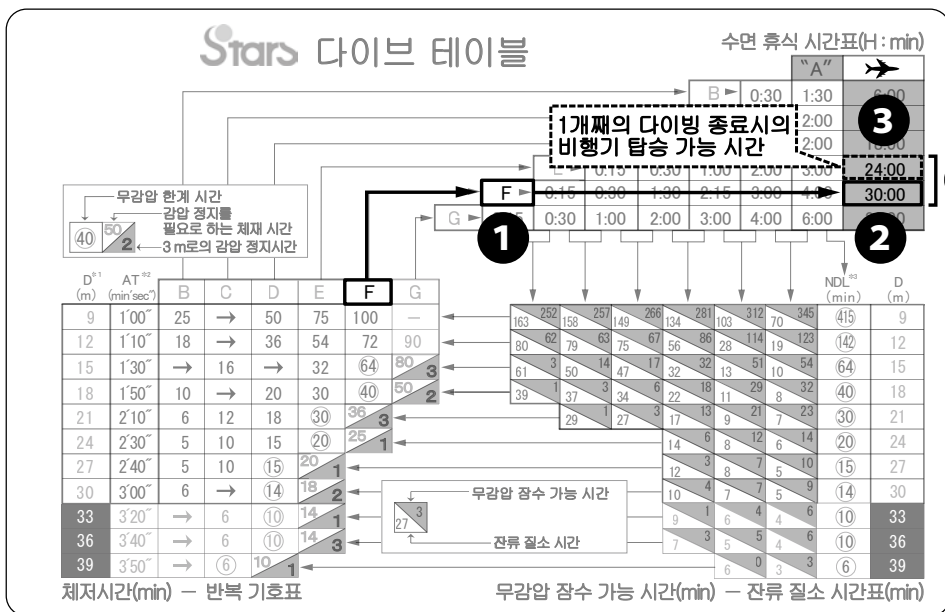 Stars 다이브 테이블
수면 휴식 시간표(H : min)
"A"
B ► 0:30 1:30
2:00
2:00
1개째의 다이빙 종료시의
비행기 탑승 가능 시간
3
24:00
F ► 0:15 0:30 1:30 2:15 3:00 30:00
G ► 0:30 1:00 2:00 3:00 4:00 6:00
1
2
무감압 한계 시간
감압 정지를
필요로 하는 체재 시간
3 m로의 감압 정지시간
40 50 2
D*1 (m) AT*2 (min'sec") B C D E F G
NDL*3 (min) D (m)
9 1'00" 25 → 50 75 100 — 163 252 158 257 149 266 134 281 103 312 70 345 415 9
12 1'10" 18 → 36 54 72 90 80 62 79 63 75 67 56 86 28 114 19 123 142 12
15 1'30" → 16 → 32 64 80 3 61 3 50 14 47 17 32 32 13 51 10 54 64 15
18 1'50" 10 → 20 30 40 50 2 39 1 37 3 34 6 22 18 11 29 8 32 40 18
21 2'10" 6 12 18 30 36 3 29 1 27 3 17 13 9 21 7 23 30 21
24 2'30" 5 10 15 20 25 1 14 6 8 12 6 14 20 24
27 2'40" 5 10 15 20 1 12 3 8 7 5 10 15 27
30 3'00" 6 → 14 18 2 10 4 7 7 5 9 14 30
33 3'20" → 6 10 14 1 9 1 6 4 4 6 10 33
36 3'40" → 6 10 14 3 7 3 5 5 4 6 10 36
39 3'50" → 6 10 1 6 0 3 3 6 39
무감압 잠수 가능 시간
27 3
잔류 질소 시간
체저시간(min) — 반복 기호표
무감압 잠수 가능 시간(min) — 잔류 질소 시간표(min)